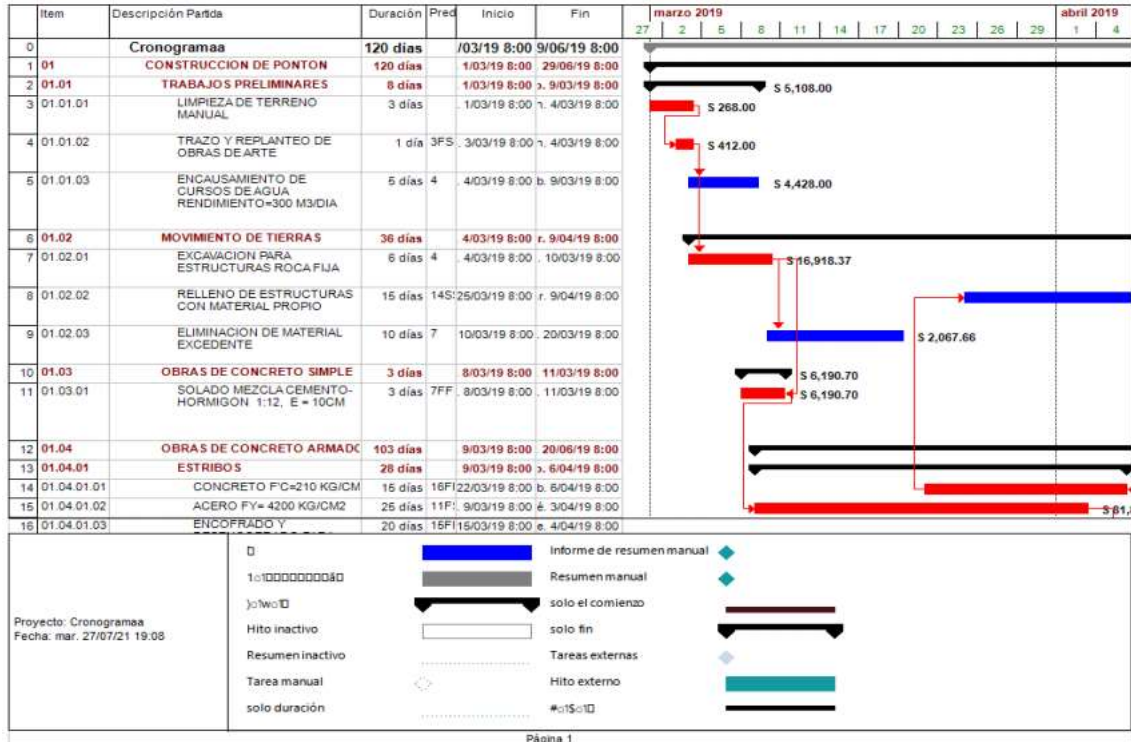 Item Descripción Partida Duración Pred Inicio Fin marzo 2019 abril 2019
27 2 5 8 11 14 17 20 23 26 29 1 4
0 Cronogramaa 120 días /03/19 8:00 9/06/19 8:00
1 01 CONSTRUCCION DE PONTON 120 días 1/03/19 8:00 29/06/19 8:00
2 01.01 TRABAJOS PRELIMINARES 8 días 1/03/19 8:00 9/03/19 8:00 S 5,108.00
3 01.01.01 LIMPIEZA DE TERRENO 3 días 1/03/19 8:00 4/03/19 8:00 S 268.00
MANUAL
4 01.01.02 TRAZO Y REPLANTEO DE 1 día 3FS 3/03/19 8:00 4/03/19 8:00 S 412.00
OBRAS DE ARTE
5 01.01.03 ENCAUSAMIENTO DE 5 días 4 4/03/19 8:00 b. 9/03/19 8:00 S 4,428.00
CURSOS DE AGUA
RENDIMIENTO=300 M3/DIA
6 01.02 MOVIMIENTO DE TIERRAS 36 días 4/03/19 8:00 r. 9/04/19 8:00
7 01.02.01 EXCAVACION PARA 6 días 4 . 4/03/19 8:00 . 10/03/19 8:00 S 16,918.37
ESTRUCTURAS ROCA FIJA
8 01.02.02 RELLENO DE ESTRUCTURAS 15 días 14S 25/03/19 8:00 .r. 9/04/19 8:00
CON MATERIAL PROPIO
9 01.02.03 ELIMINACION DE MATERIAL 10 días 7 10/03/19 8:00 . 20/03/19 8:00 S 2,067.66
EXCEDENTE
10 01.03 OBRAS DE CONCRETO SIMPLE 3 días 8/03/19 8:00 11/03/19 8:00 S 6,190.70
11 01.03.01 SOLADO MEZCLA CEMENTO- 3 días 7FF . 8/03/19 8:00 . 11/03/19 8:00 S 6,190.70
HORMIGON 1:12, E = 10CM
12 01.04 OBRAS DE CONCRETO ARMADO 103 días 9/03/19 8:00 20/06/19 8:00
13 01.04.01 ESTRIBOS 28 días 9/03/19 8:00 6/04/19 8:00
14 01.04.01.01 CONCRETO F'C=210 KG/CM 15 días 16F 22/03/19 8:00 b. 6/04/19 8:00
15 01.04.01.02 ACERO FY= 4200 KG/CM2 25 días 11F . 9/03/19 8:00 é. 3/04/19 8:00
16 01.04.01.03 ENCOFRADO Y 20 días 15F 15/03/19 8:00 e. 4/04/19 8:00
Proyecto: Cronogramaa
Fecha: mar. 27/07/21 19:08
Informe de resumen manual
Resumen manual
solo el comienzo
Hito inactivo solo fin
Resumen inactivo Tareas externas
Tarea manual Hito externo
solo duración
Página 1